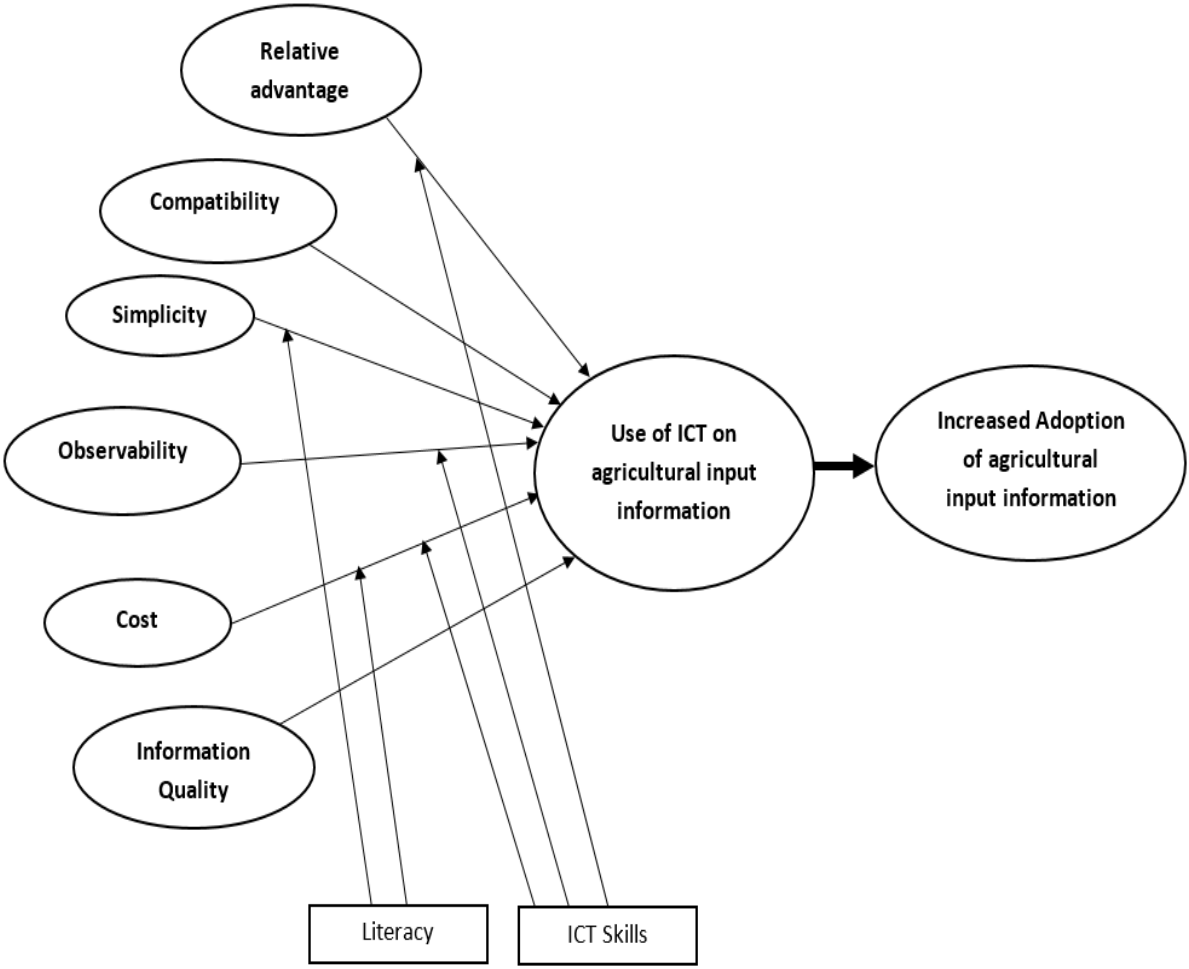 Relative
advantage
Compatibility
Simplicity
Observability
Cost
Information
Quality
Use of ICT on
agricultural input
information
Increased Adoption
of agricultural
input information
Literacy
ICT Skills